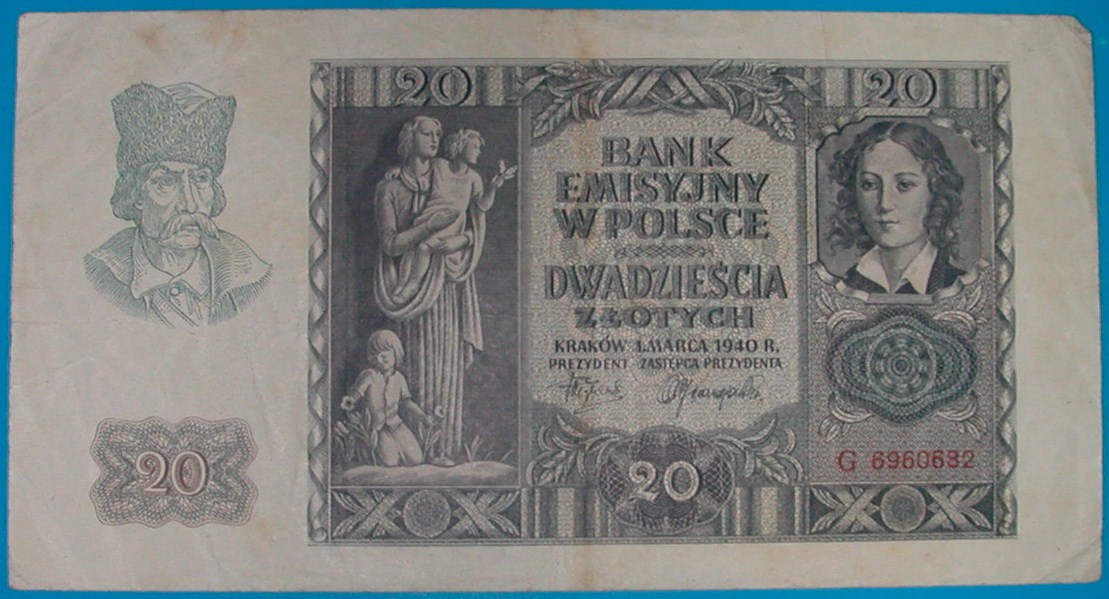 20 20
BANK
EMISYJNY
W POLSCE
DWADZIEŚCIA
ZŁOTYCH
KRAKÓW 1. MARCA 1940 R.
PREZYDENT ZASTĘPCA PREZYDENTA
G 6960682
20
20